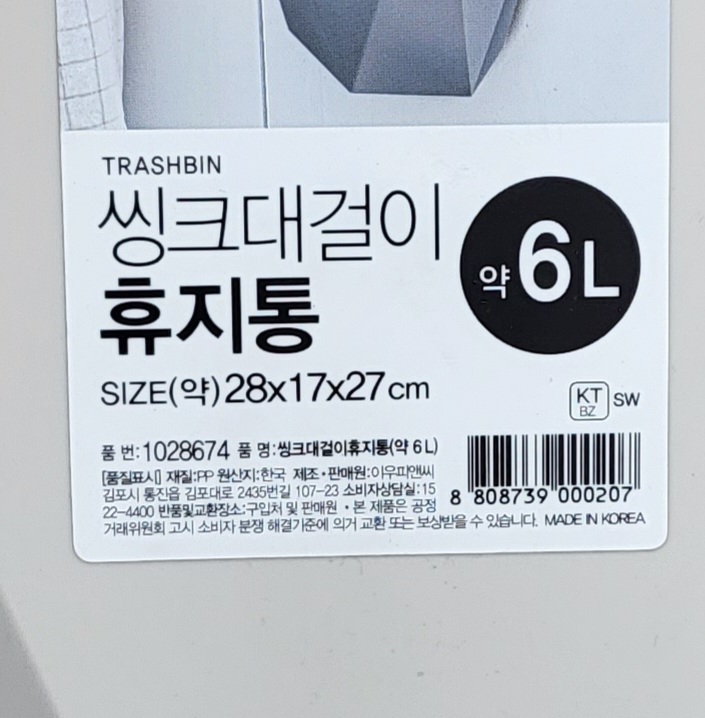 TRASHBIN
씽크대걸이
휴지통
약 6L
SIZE(약)28x17x27cm
KT
BZ
SW
품 번:1028674 품 명:씽크대걸이휴지통(약 6L)
[품질표시] 재질:PP 원산지:한국 제조•판매원:이우피앤씨
김포시 통진읍 김포대로 2435번길 107-23 소비자상담실:15
22-4400 반품및교환장소:구입처 및 판매원 •본 제품은 공정
거래위원회 고시 소비자 분쟁 해결기준에 의거 교환 또는 보상받을 수 있습니다. MADE IN KOREA
8 808739 000207